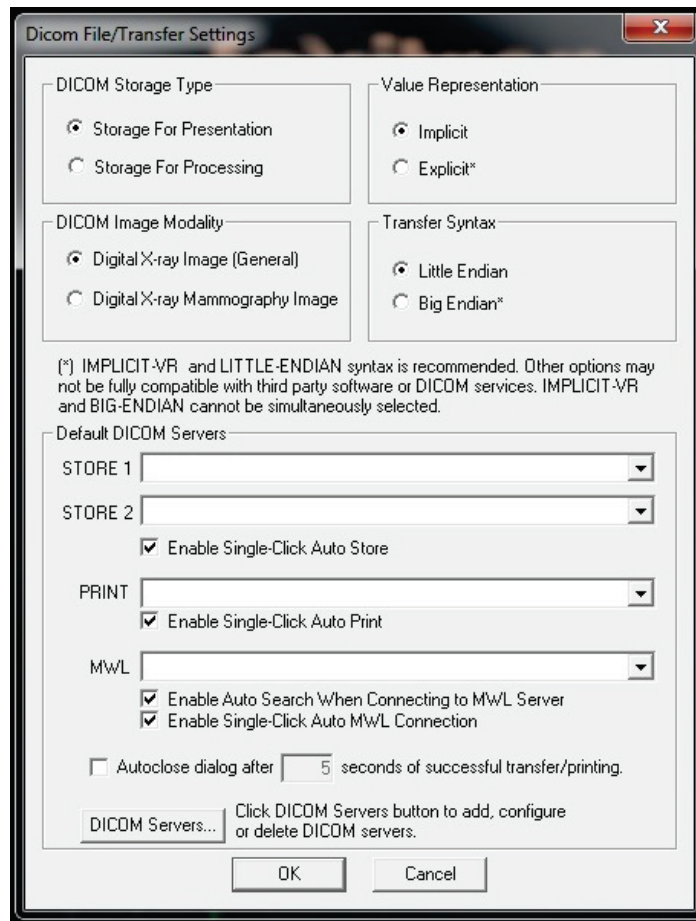 Dicom File/Transfer Settings
DICOM Storage Type
Storage For Presentation
Storage For Processing
Value Representation
Implicit
Explicit*
DICOM Image Modality
Digital X-ray Image (General)
Digital X-ray Mammography Image
Transfer Syntax
Little Endian
Big Endian*
(*) IMPLICIT-VR and LITTLE-ENDIAN syntax is recommended. Other options may
not be fully compatible with third party software or DICOM services. IMPLICIT-VR
and BIG-ENDIAN cannot be simultaneously selected.
Default DICOM Servers
STORE 1
STORE 2
Enable Single-Click Auto Store
PRINT
Enable Single-Click Auto Print
MWL
Enable Auto Search When Connecting to MWL Server
Enable Single-Click Auto MWL Connection
Autoclose dialog after 5 seconds of successful transfer/printing.
DICOM Servers...
Click DICOM Servers button to add, configure
or delete DICOM servers.
OK
Cancel